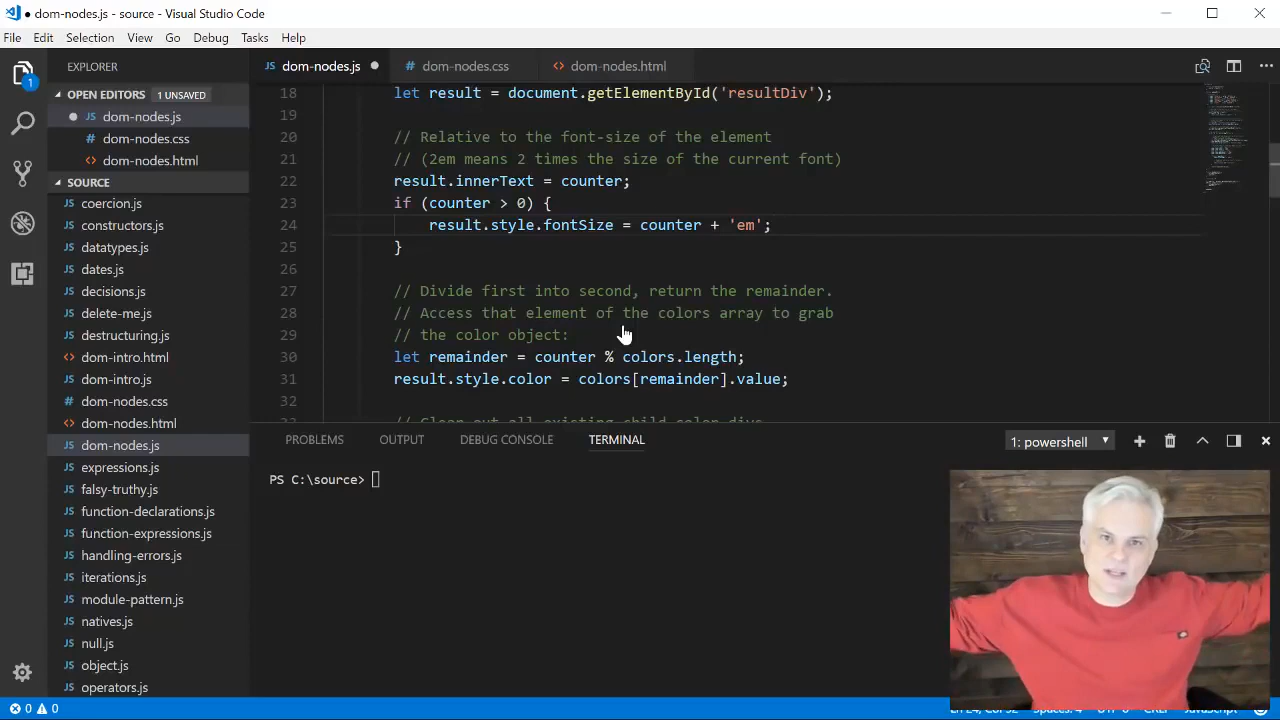 dom-nodes.js - source - Visual Studio Code
File Edit Selection View Go Debug Tasks Help
EXPLORER
OPEN EDITORS 1 UNSAVED
dom-nodes.js
dom-nodes.css
dom-nodes.html
SOURCE
coercion.js
constructors.js
datatypes.js
dates.js
decisions.js
delete-me.js
destructuring.js
dom-intro.html
dom-intro.js
dom-nodes.css
dom-nodes.html
dom-nodes.js
expressions.js
falsy-truthy.js
function-declarations.js
function-expressions.js
handling-errors.js
iterations.js
module-pattern.js
natives.js
null.js
object.js
operators.js
1
dom-nodes.js dom-nodes.css dom-nodes.html
18 let result = document.getElementById('resultDiv');
19
20 // Relative to the font-size of the element
21 // (2em means 2 times the size of the current font)
22 result.innerText = counter;
23 if (counter > 0) {
24 result.style.fontSize = counter + 'em';
25 }
26
27 // Divide first into second, return the remainder.
28 // Access that element of the colors array to grab
29 // the color object:
30 let remainder = counter % colors.length;
31 result.style.color = colors[remainder].value;
32
PROBLEMS OUTPUT DEBUG CONSOLE TERMINAL 1: powershell
PS C:\source>
0 0